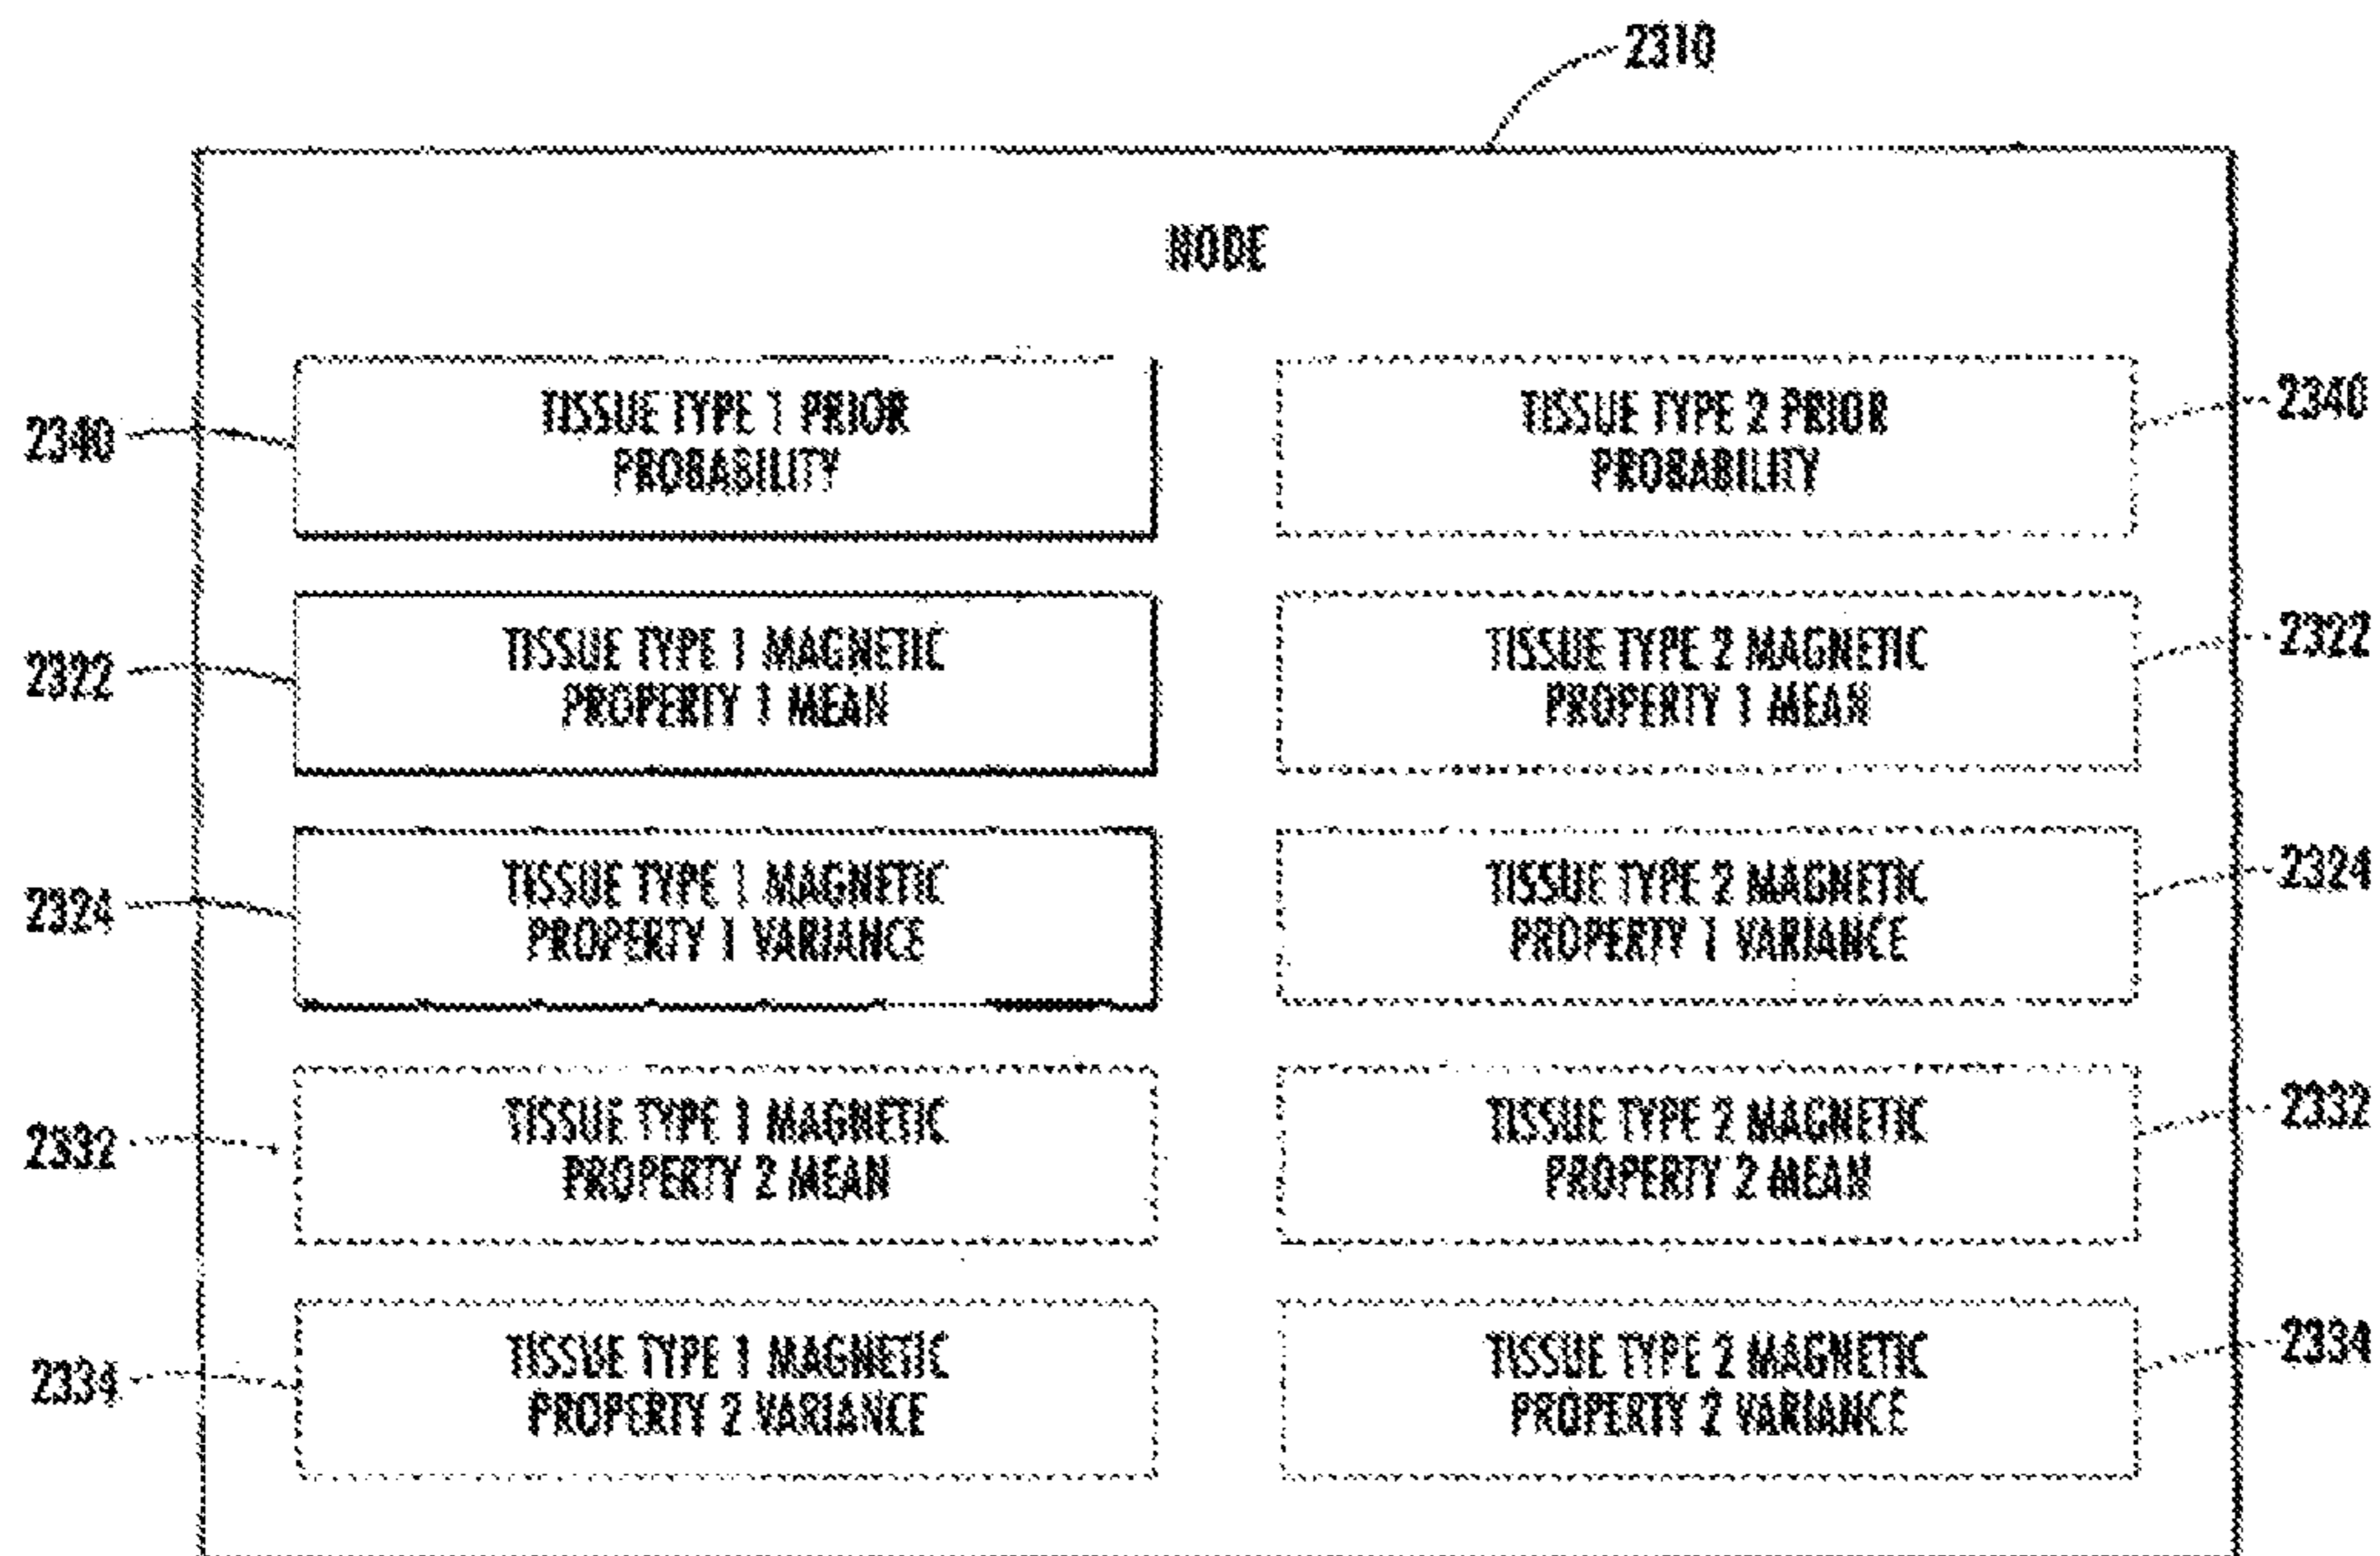 2310
NODE
2340
TISSUE TYPE 1 PRIOR
PROBABILITY
TISSUE TYPE 2 PRIOR
PROBABILITY
2340
2322
TISSUE TYPE 1 MAGNETIC
PROPERTY 1 MEAN
TISSUE TYPE 2 MAGNETIC
PROPERTY 1 MEAN
2322
2324
TISSUE TYPE 1 MAGNETIC
PROPERTY 1 VARIANCE
TISSUE TYPE 2 MAGNETIC
PROPERTY 1 VARIANCE
2324
2332
TISSUE TYPE 1 MAGNETIC
PROPERTY 2 MEAN
TISSUE TYPE 2 MAGNETIC
PROPERTY 2 MEAN
2332
2334
TISSUE TYPE 1 MAGNETIC
PROPERTY 2 VARIANCE
TISSUE TYPE 2 MAGNETIC
PROPERTY 2 VARIANCE
2334